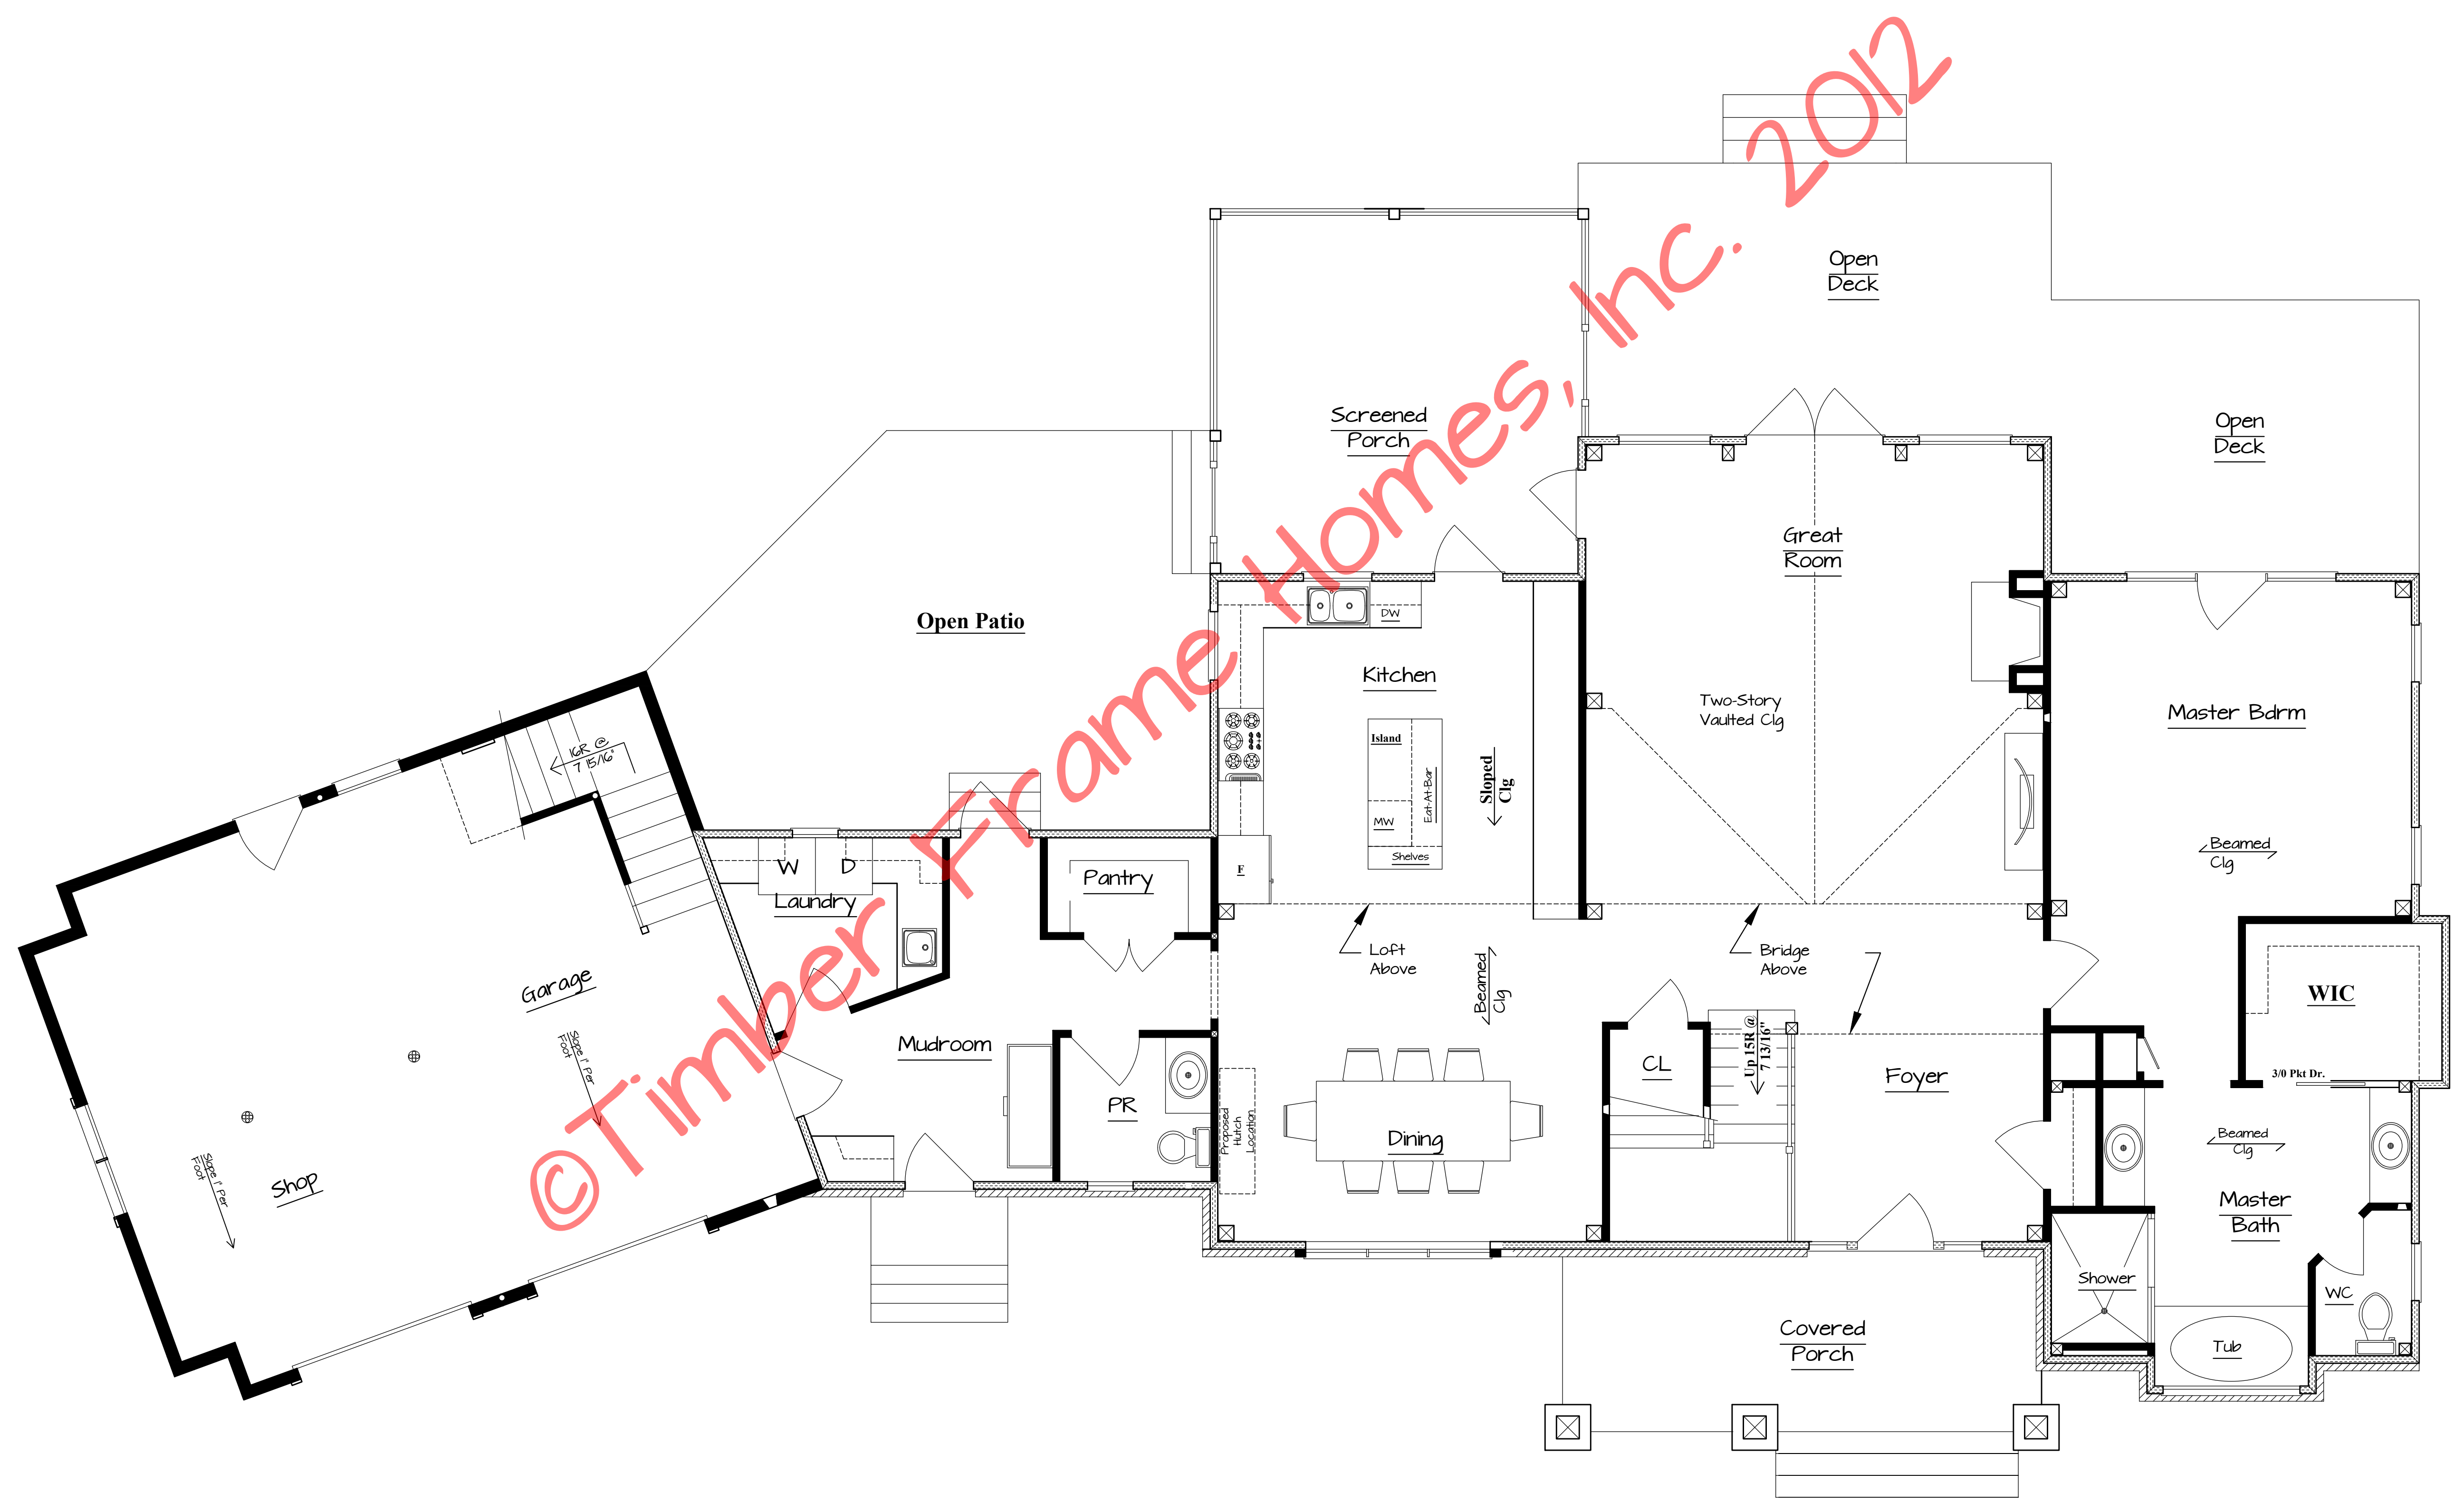 © Timber Frame Homes, Inc. 2012
Open
Deck
Open
Deck
Screened
Porch
Great
Room
Open Patio
DW
Kitchen
Two-Story
Vaulted Clg
Master Bdrm
Island
Sloped
Clg
Eat-At-Bar
MW
Shelves
F
16R @
7 15/16"
W
D
Laundry
Pantry
Beamed
Clg
Loft
Above
Beamed
Clg
Bridge
Above
WIC
3/0 Pkt Dr.
Garage
Slope 1" Per
Foot
Mudroom
PR
CL
Up 15R @
7 13/16"
Foyer
Proposed
Hutch
Location
Dining
Beamed
Clg
Master
Bath
Shop
Slope 1" Per
Foot
Shower
WC
Tub
Covered
Porch